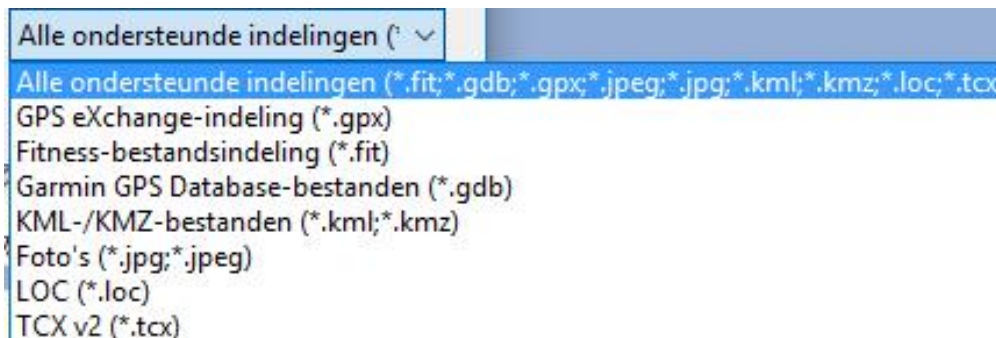 Alle ondersteunde indelingen (*
Alle ondersteunde indelingen (*.fit;*.gdb;*.gpx;*.jpeg;*.jpg;*.kml;*.kmz;*.loc;*.tcx
GPS eXchange-indeling (*.gpx)
Fitness-bestandsindeling (*.fit)
Garmin GPS Database-bestanden (*.gdb)
KML-/KMZ-bestanden (*.kml;*.kmz)
Foto's (*.jpg;*.jpeg)
LOC (*.loc)
TCX v2 (*.tcx)